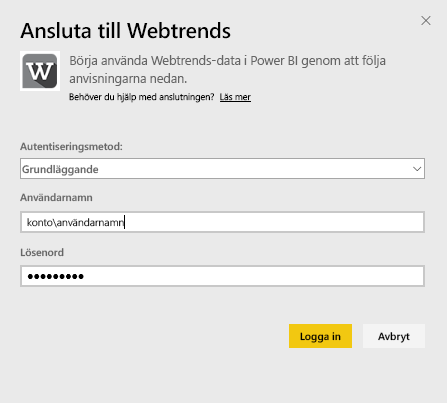 Ansluta till Webtrends
W
Börja använda Webtrends-data i Power BI genom att följa
anvisningarna nedan.
Behöver du hjälp med anslutningen? Läs mer
Autentiseringsmetod:
Grundläggande
Användarnamn
konto\användarnamn
Lösenord
●●●●●●●●●
Logga in
Avbryt